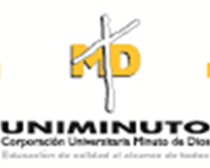 MD
UNIMINUTO
Corporación Universitaria Minuto de Dios
Educación de calidad al alcance de todos